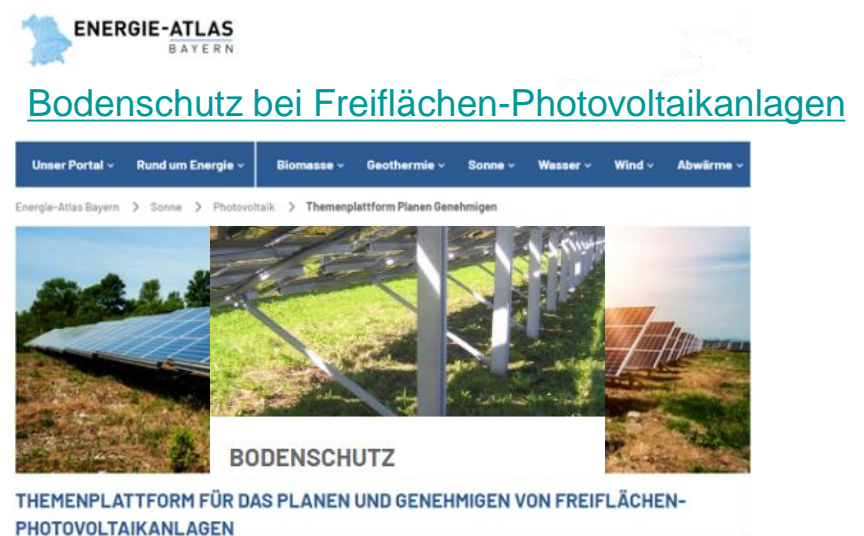 ENERGIE-ATLAS
BAYERN
Bodenschutz bei Freiflächen-Photovoltaikanlagen
Unser Portal Rund um Energie Biomasse Geothermie Sonne Wasser Wind Abwärme
Energie-Atlas Bayern > Sonne > Photovoltaik > Themenplattform Planen Genehmigen
BODENSCHUTZ
THEMENPLATTFORM FÜR DAS PLANEN UND GENEHMIGEN VON FREIFLÄCHEN-
PHOTOVOLTAIKANLAGEN